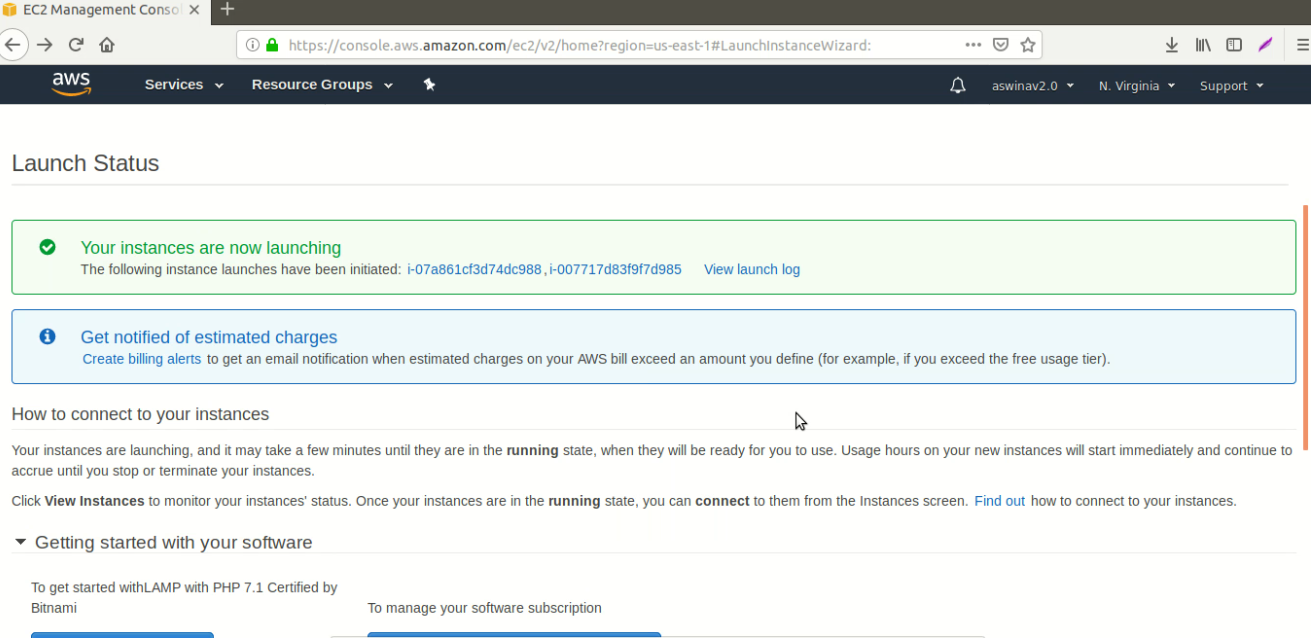 EC2 Management Conso
https://console.aws.amazon.com/ec2/v2/home?region=us-east-1#LaunchInstanceWizard:
aws Services Resource Groups aswinav2.0 N. Virginia Support
Launch Status
Your instances are now launching
The following instance launches have been initiated: i-07a861cf3d74dc988, i-007717d83f9f7d985 View launch log
Get notified of estimated charges
Create billing alerts to get an email notification when estimated charges on your AWS bill exceed an amount you define (for example, if you exceed the free usage tier).
How to connect to your instances
Your instances are launching, and it may take a few minutes until they are in the running state, when they will be ready for you to use. Usage hours on your new instances will start immediately and continue to
accrue until you stop or terminate your instances.
Click View Instances to monitor your instances' status. Once your instances are in the running state, you can connect to them from the Instances screen. Find out how to connect to your instances.
Getting started with your software
To get started withLAMP with PHP 7.1 Certified by
Bitnami
To manage your software subscription